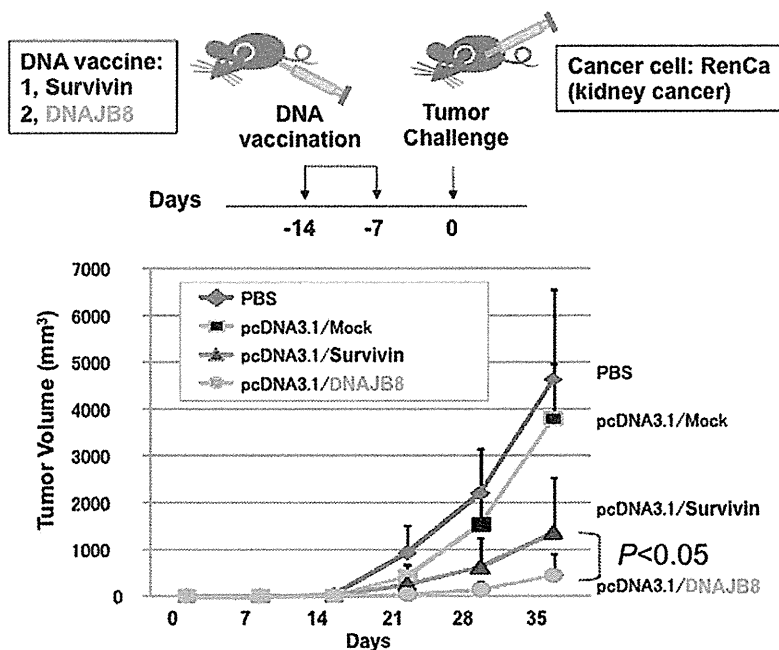 DNA vaccine:
1, Survivin
2, DNAJB8
DNA
vaccination
Tumor
Challenge
Cancer cell: RenCa
(kidney cancer)
Days
-14
-7
0
7000
6000
5000
4000
3000
2000
1000
0
Tumor Volume (mm³)
PBS
pcDNA3.1/Mock
pcDNA3.1/Survivin
pcDNA3.1/DNAJB8
PBS
pcDNA3.1/Mock
pcDNA3.1/Survivin
P<0.05
pcDNA3.1/DNAJB8
0
7
14
21
28
35
Days